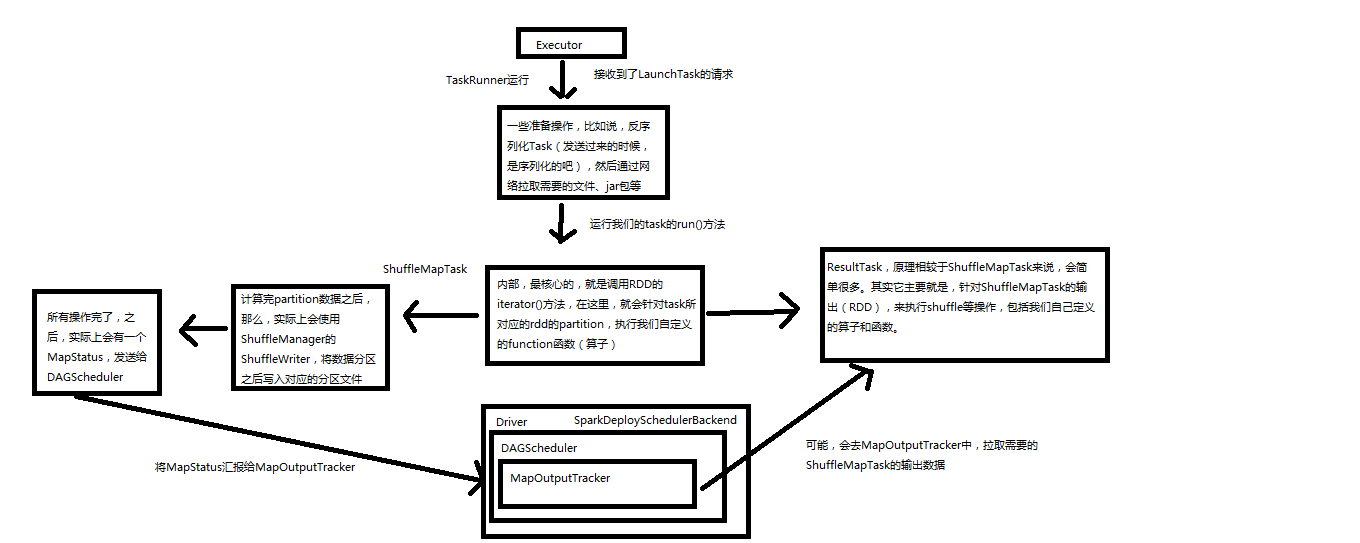 Executor
TaskRunner运行
接收到了LaunchTask的请求
一些准备操作，比如说，反序
列化Task（发送过来的时候，
是序列化的吧），然后通过网
络拉取需要的文件、jar包等
运行我们的task的run()方法
ShuffleMapTask
内部，最核心的，就是调用RDD的
iterator()方法，在这里，就会针对task所
对应的rdd的partition，执行我们自定义
的function函数（算子）
ResultTask，原理相较于ShuffleMapTask来说，会简
单很多。其实它主要就是，针对ShuffleMapTask的输
出（RDD），来执行shuffle等操作，包括我们自己定义
的算子和函数。
计算完partition数据之后，
那么，实际上会使用
ShuffleManager的
ShuffleWriter，将数据分区
之后写入对应的分区文件
所有操作完了，之
后，实际上会有一个
MapStatus，发送给
DAGScheduler
将MapStatus汇报给MapOutputTracker
Driver
SparkDeploySchedulerBackend
DAGScheduler
MapOutputTracker
可能，会去MapOutputTracker中，拉取需要的
ShuffleMapTask的输出数据